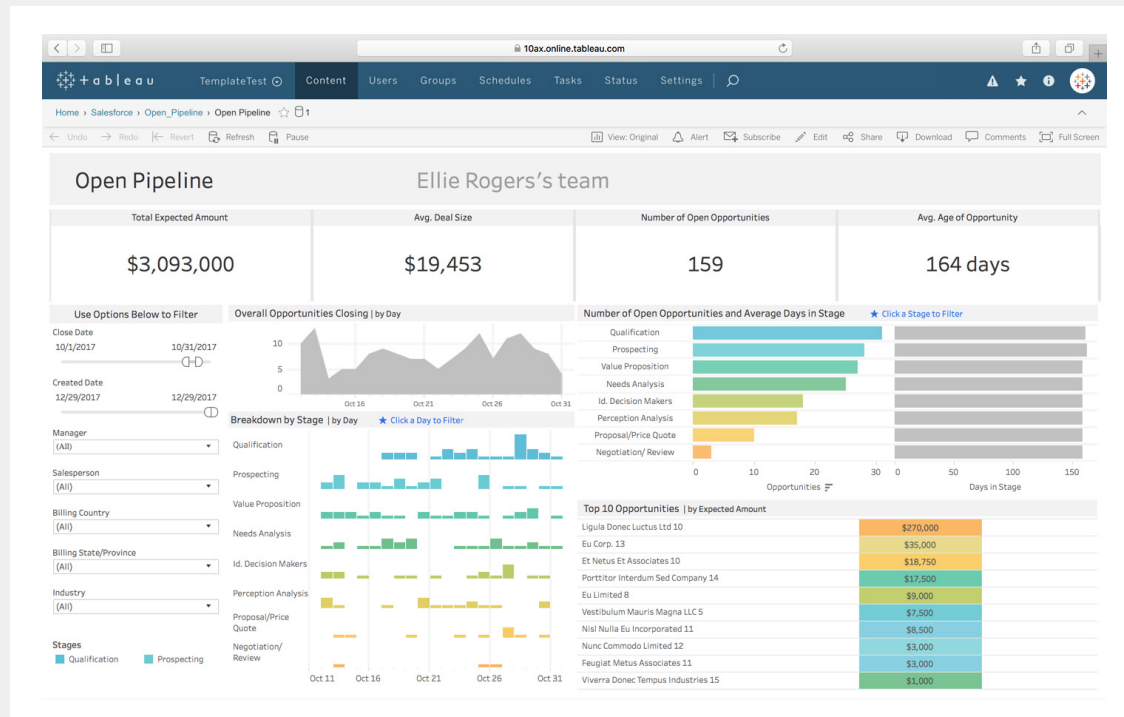 10ax.online.tableau.com
+ a b | e a u TemplateTest Content Users Groups Schedules Tasks Status Settings
Home › Salesforce › Open_Pipeline › Open Pipeline 1
Undo Redo Revert Refresh Pause View: Original Alert Subscribe Edit Share Download Comments Full Screen
Open Pipeline Ellie Rogers's team
Total Expected Amount Avg. Deal Size Number of Open Opportunities Avg. Age of Opportunity
$3,093,000 $19,453 159 164 days
Use Options Below to Filter
Close Date
10/1/2017 10/31/2017
Created Date
12/29/2017 12/29/2017
Manager
(All)
Salesperson
(All)
Billing Country
(All)
Billing State/Province
(All)
Industry
(All)
Stages
Qualification Prospecting
Overall Opportunities Closing | by Day
10
5
0
Oct 16 Oct 21 Oct 26 Oct 31
Breakdown by Stage | by Day ★ Click a Day to Filter
Qualification
Prospecting
Value Proposition
Needs Analysis
Id. Decision Makers
Perception Analysis
Proposal/Price
Quote
Negotiation/
Review
Oct 11 Oct 16 Oct 21 Oct 26 Oct 31
Number of Open Opportunities and Average Days in Stage ★ Click a Stage to Filter
Qualification
Prospecting
Value Proposition
Needs Analysis
Id. Decision Makers
Perception Analysis
Proposal/Price Quote
Negotiation/ Review
0 10 20 30 0 50 100 150
Opportunities Days in Stage
Top 10 Opportunities | by Expected Amount
Ligula Donec Luctus Ltd 10 $270,000
Eu Corp. 13 $35,000
Et Netus Et Associates 10 $18,750
Porttitor Interdum Sed Company 14 $17,500
Eu Limited 8 $9,000
Vestibulum Mauris Magna LLC 5 $7,500
Nisl Nulla Eu Incorporated 11 $8,500
Nunc Commodo Limited 12 $3,000
Feugiat Metus Associates 11 $3,000
Viverra Donec Tempus Industries 15 $1,000